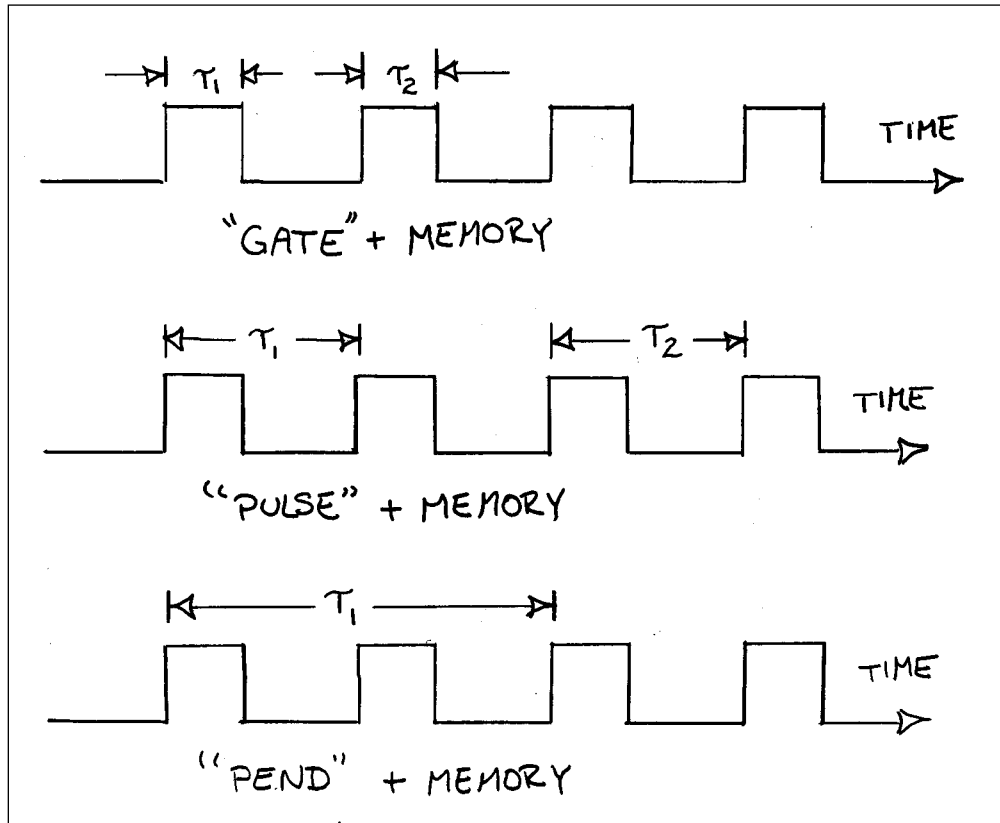 τ₁ τ₂
TIME
"GATE" + MEMORY
τ₁ τ₂
TIME
"PULSE" + MEMORY
τ₁
TIME
"PEND" + MEMORY